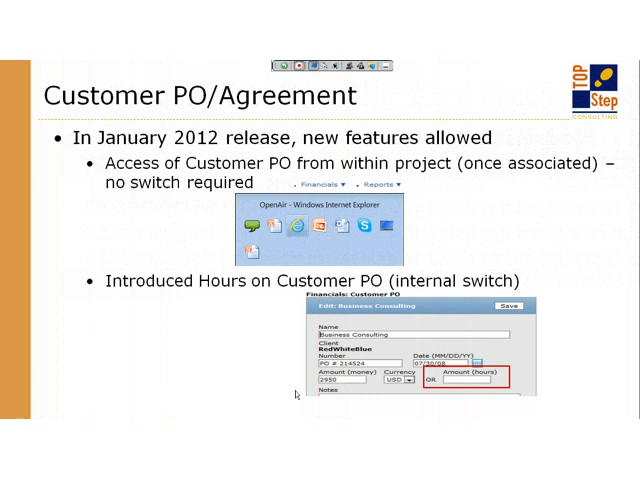 Customer PO/Agreement
TOP
Step
CONSULTING
• In January 2012 release, new features allowed
• Access of Customer PO from within project (once associated) –
no switch required
Financials ▼ Reports ▼
OpenAir - Windows Internet Explorer
• Introduced Hours on Customer PO (internal switch)
Financials: Customer PO
Edit: Business Consulting
Save
Name
Business Consulting
Client
RedWhiteBlue
Number Date (MM/DD/YY)
PO # 214524 07/30/08
Amount (money) Currency Amount (hours)
2950 USD OR
Notes